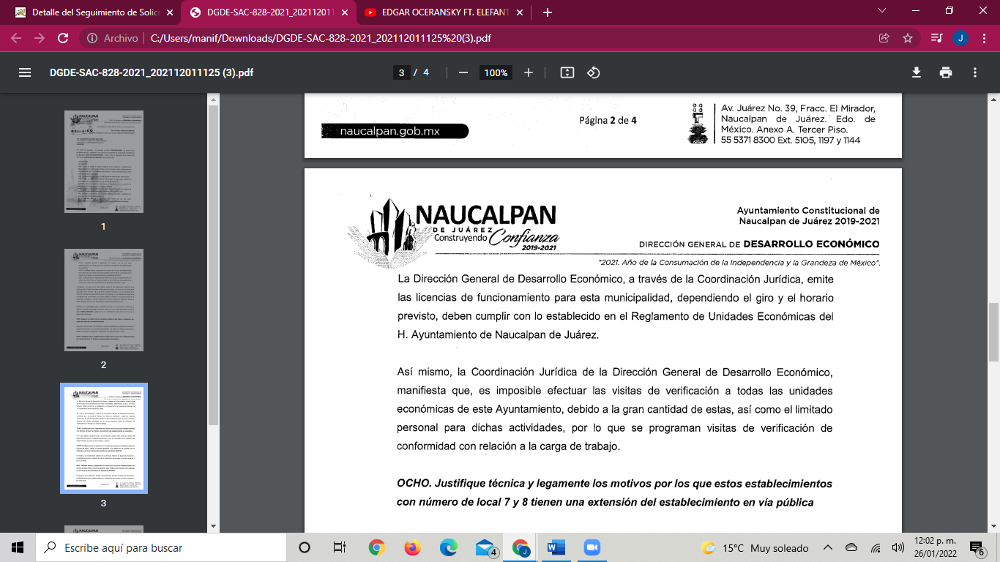 Detalle del Seguimiento de Solici
DGDE-SAC-828-2021_202112011
EDGAR OCERANSKY FT. ELEFANT
Archivo
C:/Users/manif/Downloads/DGDE-SAC-828-2021_202112011125%20(3).pdf
J
DGDE-SAC-828-2021_202112011125 (3).pdf
3 / 4
100%
1
2
3
naucalpan.gob.mx
Página 2 de 4
Av. Juárez No. 39, Fracc. El Mirador,
Naucalpan de Juárez. Edo. de
México. Anexo A. Tercer Piso.
55 5371 8300 Ext. 5105, 1197 y 1144
NAUCALPAN
DE JUÁREZ
Construyendo Confianza
2019-2021
Ayuntamiento Constitucional de
Naucalpan de Juárez 2019-2021
DIRECCIÓN GENERAL DE DESARROLLO ECONÓMICO
"2021. Año de la Consumación de la Independencia y la Grandeza de México".
La Dirección General de Desarrollo Económico, a través de la Coordinación Jurídica, emite
las licencias de funcionamiento para esta municipalidad, dependiendo el giro y el horario
previsto, deben cumplir con lo establecido en el Reglamento de Unidades Económicas del
H. Ayuntamiento de Naucalpan de Juárez.
Así mismo, la Coordinación Jurídica de la Dirección General de Desarrollo Económico,
manifiesta que, es imposible efectuar las visitas de verificación a todas las unidades
económicas de este Ayuntamiento, debido a la gran cantidad de estas, así como el limitado
personal para dichas actividades, por lo que se programan visitas de verificación de
conformidad con relación a la carga de trabajo.
OCHO. Justifique técnica y legamente los motivos por los que estos establecimientos
con número de local 7 y 8 tienen una extensión del establecimiento en vía pública
Escribe aquí para buscar
4
J
15°C Muy soleado
12:02 p. m.
26/01/2022
6